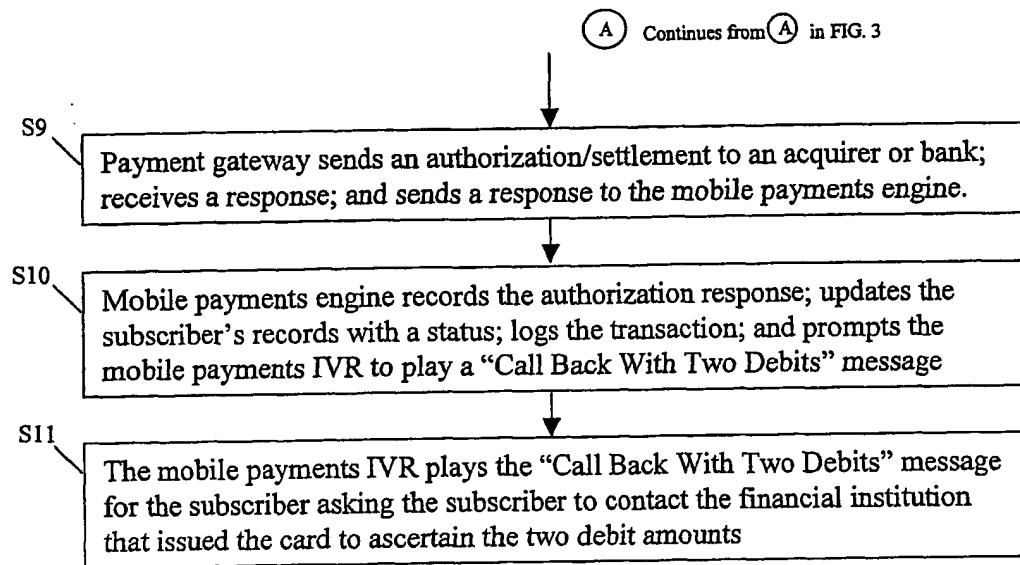 A Continues from A in FIG. 3
S9
Payment gateway sends an authorization/settlement to an acquirer or bank;
receives a response; and sends a response to the mobile payments engine.
S10
Mobile payments engine records the authorization response; updates the
subscriber's records with a status; logs the transaction; and prompts the
mobile payments IVR to play a “Call Back With Two Debits” message
S11
The mobile payments IVR plays the “Call Back With Two Debits” message
for the subscriber asking the subscriber to contact the financial institution
that issued the card to ascertain the two debit amounts